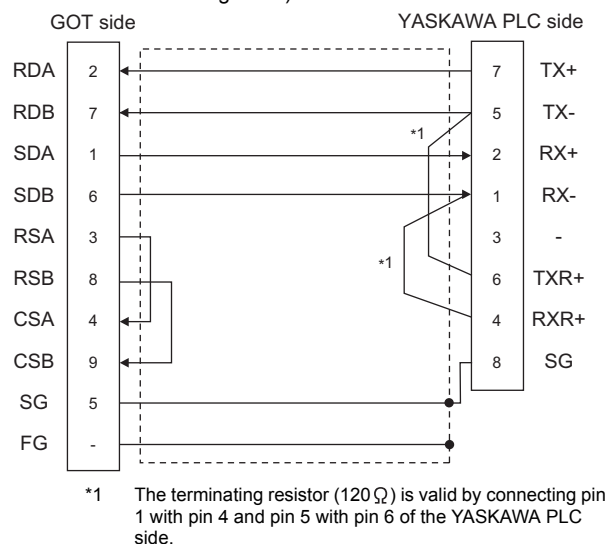 GOT side YASKAWA PLC side
RDA 2 7 TX+
RDB 7 5 TX-
*1
SDA 1 2 RX+
SDB 6 1 RX-
RSA 3 3 -
*1
RSB 8 6 TXR+
CSA 4 4 RXR+
CSB 9 8 SG
SG 5
FG -
*1 The terminating resistor (120Ω) is valid by connecting pin
1 with pin 4 and pin 5 with pin 6 of the YASKAWA PLC
side.